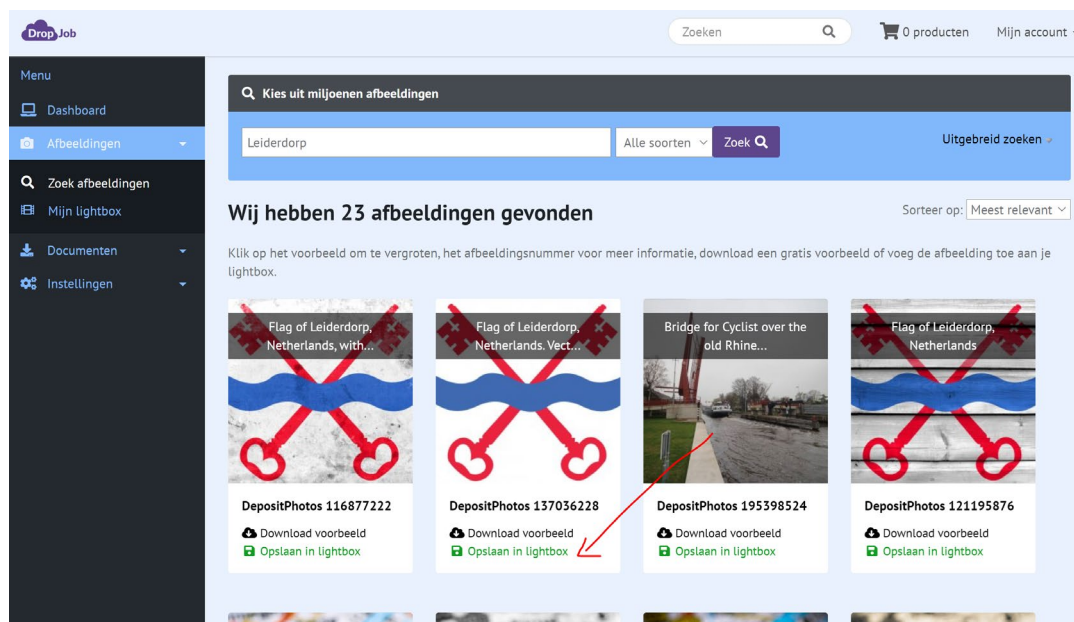 DropJob
Zoeken
0 producten
Mijn account
Menu
Dashboard
Afbeeldingen
Zoek afbeeldingen
Mijn lightbox
Documenten
Instellingen
Kies uit miljoenen afbeeldingen
Leiderdorp
Alle soorten
Zoek
Uitgebreid zoeken
Wij hebben 23 afbeeldingen gevonden
Sorteer op: Meest relevant
Klik op het voorbeeld om te vergroten, het afbeeldingsnummer voor meer informatie, download een gratis voorbeeld of voeg de afbeelding toe aan je
lightbox.
Flag of Leiderdorp,
Netherlands, with...
DepositPhotos 116877222
Download voorbeeld
Opslaan in lightbox
Flag of Leiderdorp,
Netherlands. Vect...
DepositPhotos 137036228
Download voorbeeld
Opslaan in lightbox
Bridge for Cyclist over the
old Rhine...
DepositPhotos 195398524
Download voorbeeld
Opslaan in lightbox
Flag of Leiderdorp,
Netherlands
DepositPhotos 121195876
Download voorbeeld
Opslaan in lightbox